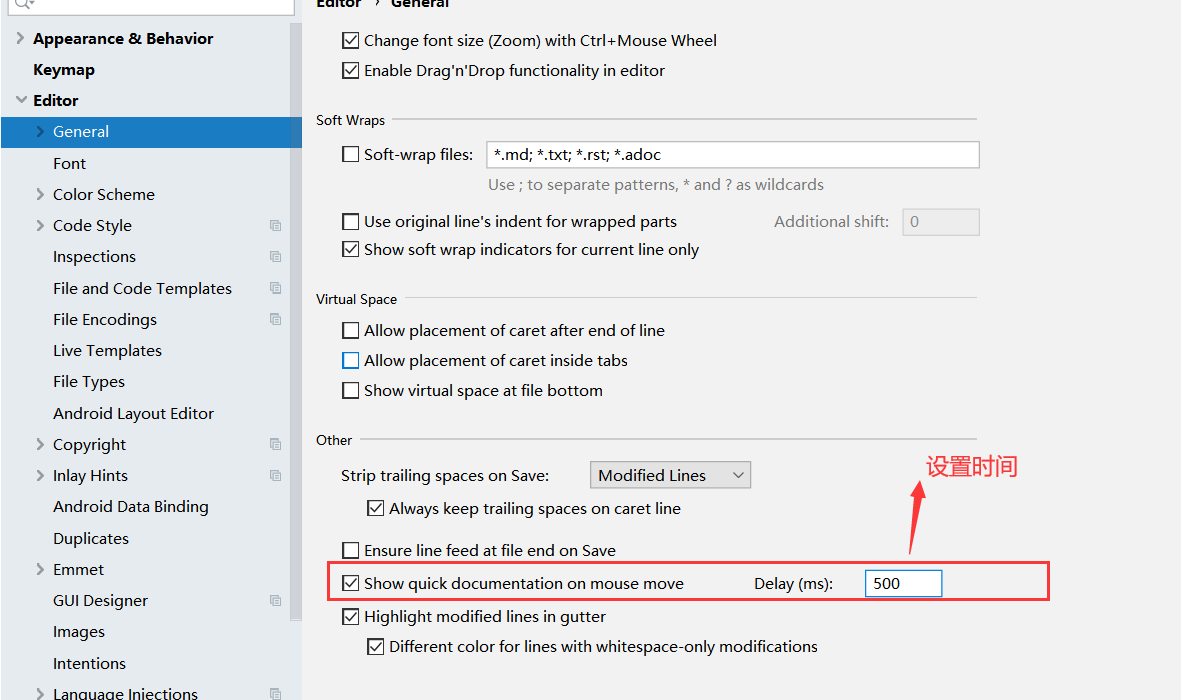 Editor › General
Appearance & Behavior
Keymap
Editor
General
Font
Color Scheme
Code Style
Inspections
File and Code Templates
File Encodings
Live Templates
File Types
Android Layout Editor
Copyright
Inlay Hints
Android Data Binding
Duplicates
Emmet
GUI Designer
Images
Intentions
Language Injections
Change font size (Zoom) with Ctrl+Mouse Wheel
Enable Drag'n'Drop functionality in editor
Soft Wraps
Soft-wrap files: *.md; *.txt; *.rst; *.adoc
Use ; to separate patterns, * and ? as wildcards
Use original line's indent for wrapped parts Additional shift: 0
Show soft wrap indicators for current line only
Virtual Space
Allow placement of caret after end of line
Allow placement of caret inside tabs
Show virtual space at file bottom
Other
设置时间
Strip trailing spaces on Save: Modified Lines
Always keep trailing spaces on caret line
Ensure line feed at file end on Save
Show quick documentation on mouse move Delay (ms): 500
Highlight modified lines in gutter
Different color for lines with whitespace-only modifications